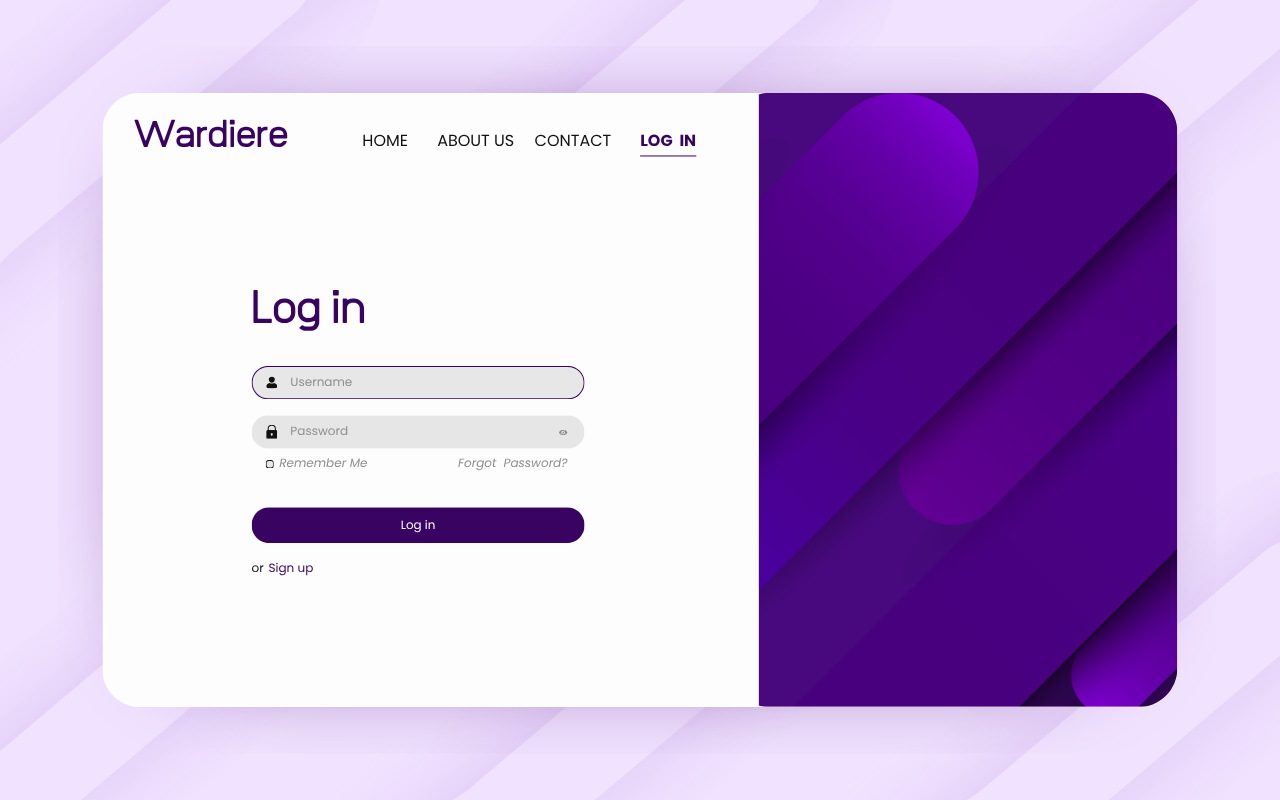 Wardiere
HOME ABOUT US CONTACT LOG IN
Log in
Username
Password
Remember Me Forgot Password?
Log in
or Sign up